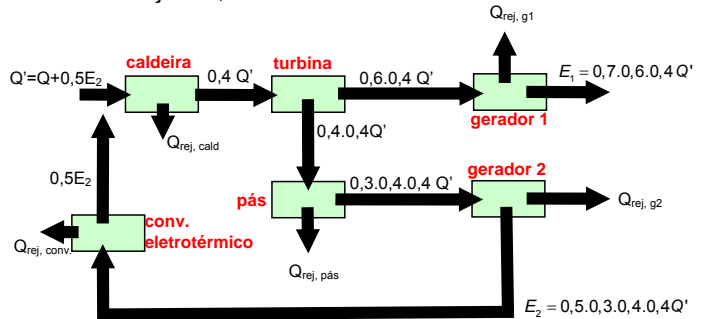 Q_rej, g1
caldeira
turbina
Q'=Q+0,5E_2
0,4 Q'
0,6.0,4 Q'
E_1 = 0,7.0,6.0,4Q'
gerador 1
Q_rej, cald
0,4.0,4Q'
gerador 2
0,5E_2
pás
0,3.0,4.0,4 Q'
Q_rej, g2
conv.
eletrotérmico
Q_rej, conv.
Q_rej, pás
E_2 = 0,5.0,3.0,4.0,4Q'